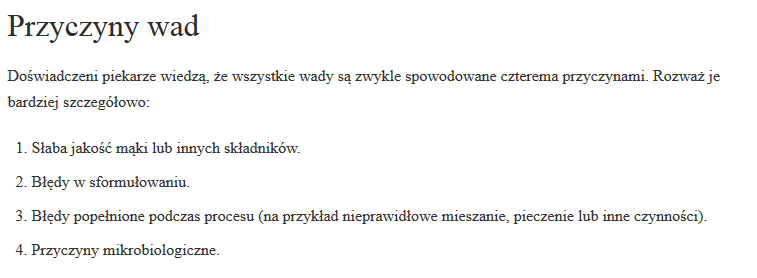 Przyczyny wad
Doświadczeni piekarze wiedzą, że wszystkie wady są zwykle spowodowane czterema przyczynami. Rozważ je
bardziej szczegółowo:
1. Słaba jakość mąki lub innych składników.
2. Błędy w sformułowaniu.
3. Błędy popełnione podczas procesu (na przykład nieprawidłowe mieszanie, pieczenie lub inne czynności).
4. Przyczyny mikrobiologiczne.